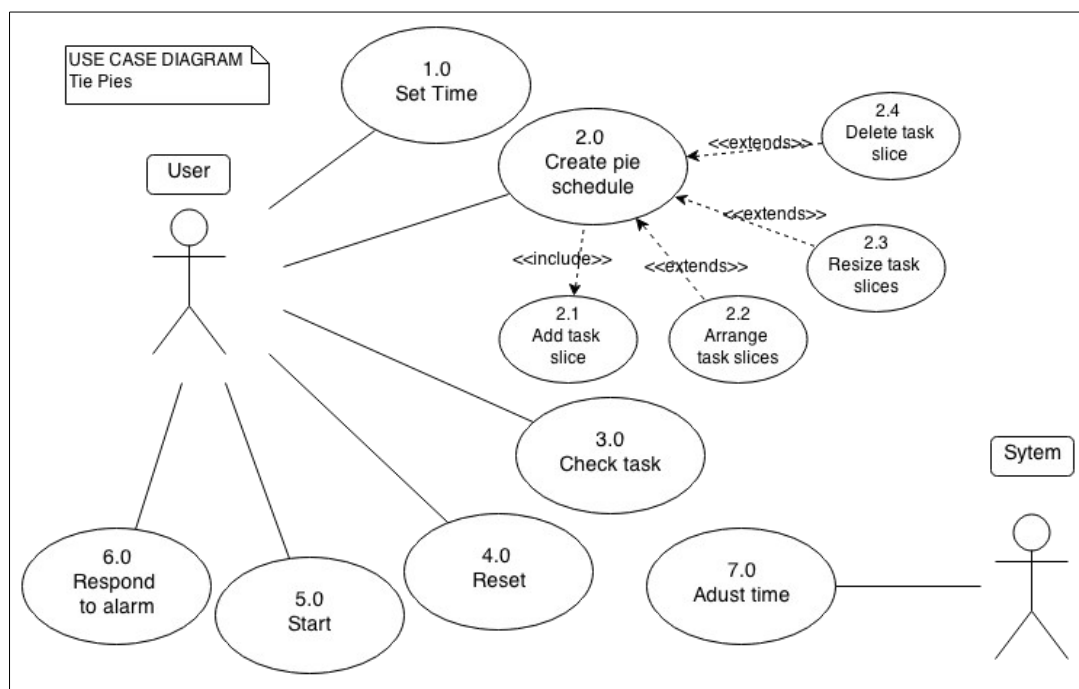 USE CASE DIAGRAM
Tie Pies
1.0
Set Time
2.0
Create pie
schedule
2.4
Delete task
slice
<<extends>>
User
<<extends>>
2.3
Resize task
slices
<<include>>
<<extends>>
2.1
Add task
slice
2.2
Arrange
task slices
3.0
Check task
Sytem
6.0
Respond
to alarm
5.0
Start
4.0
Reset
7.0
Adust time